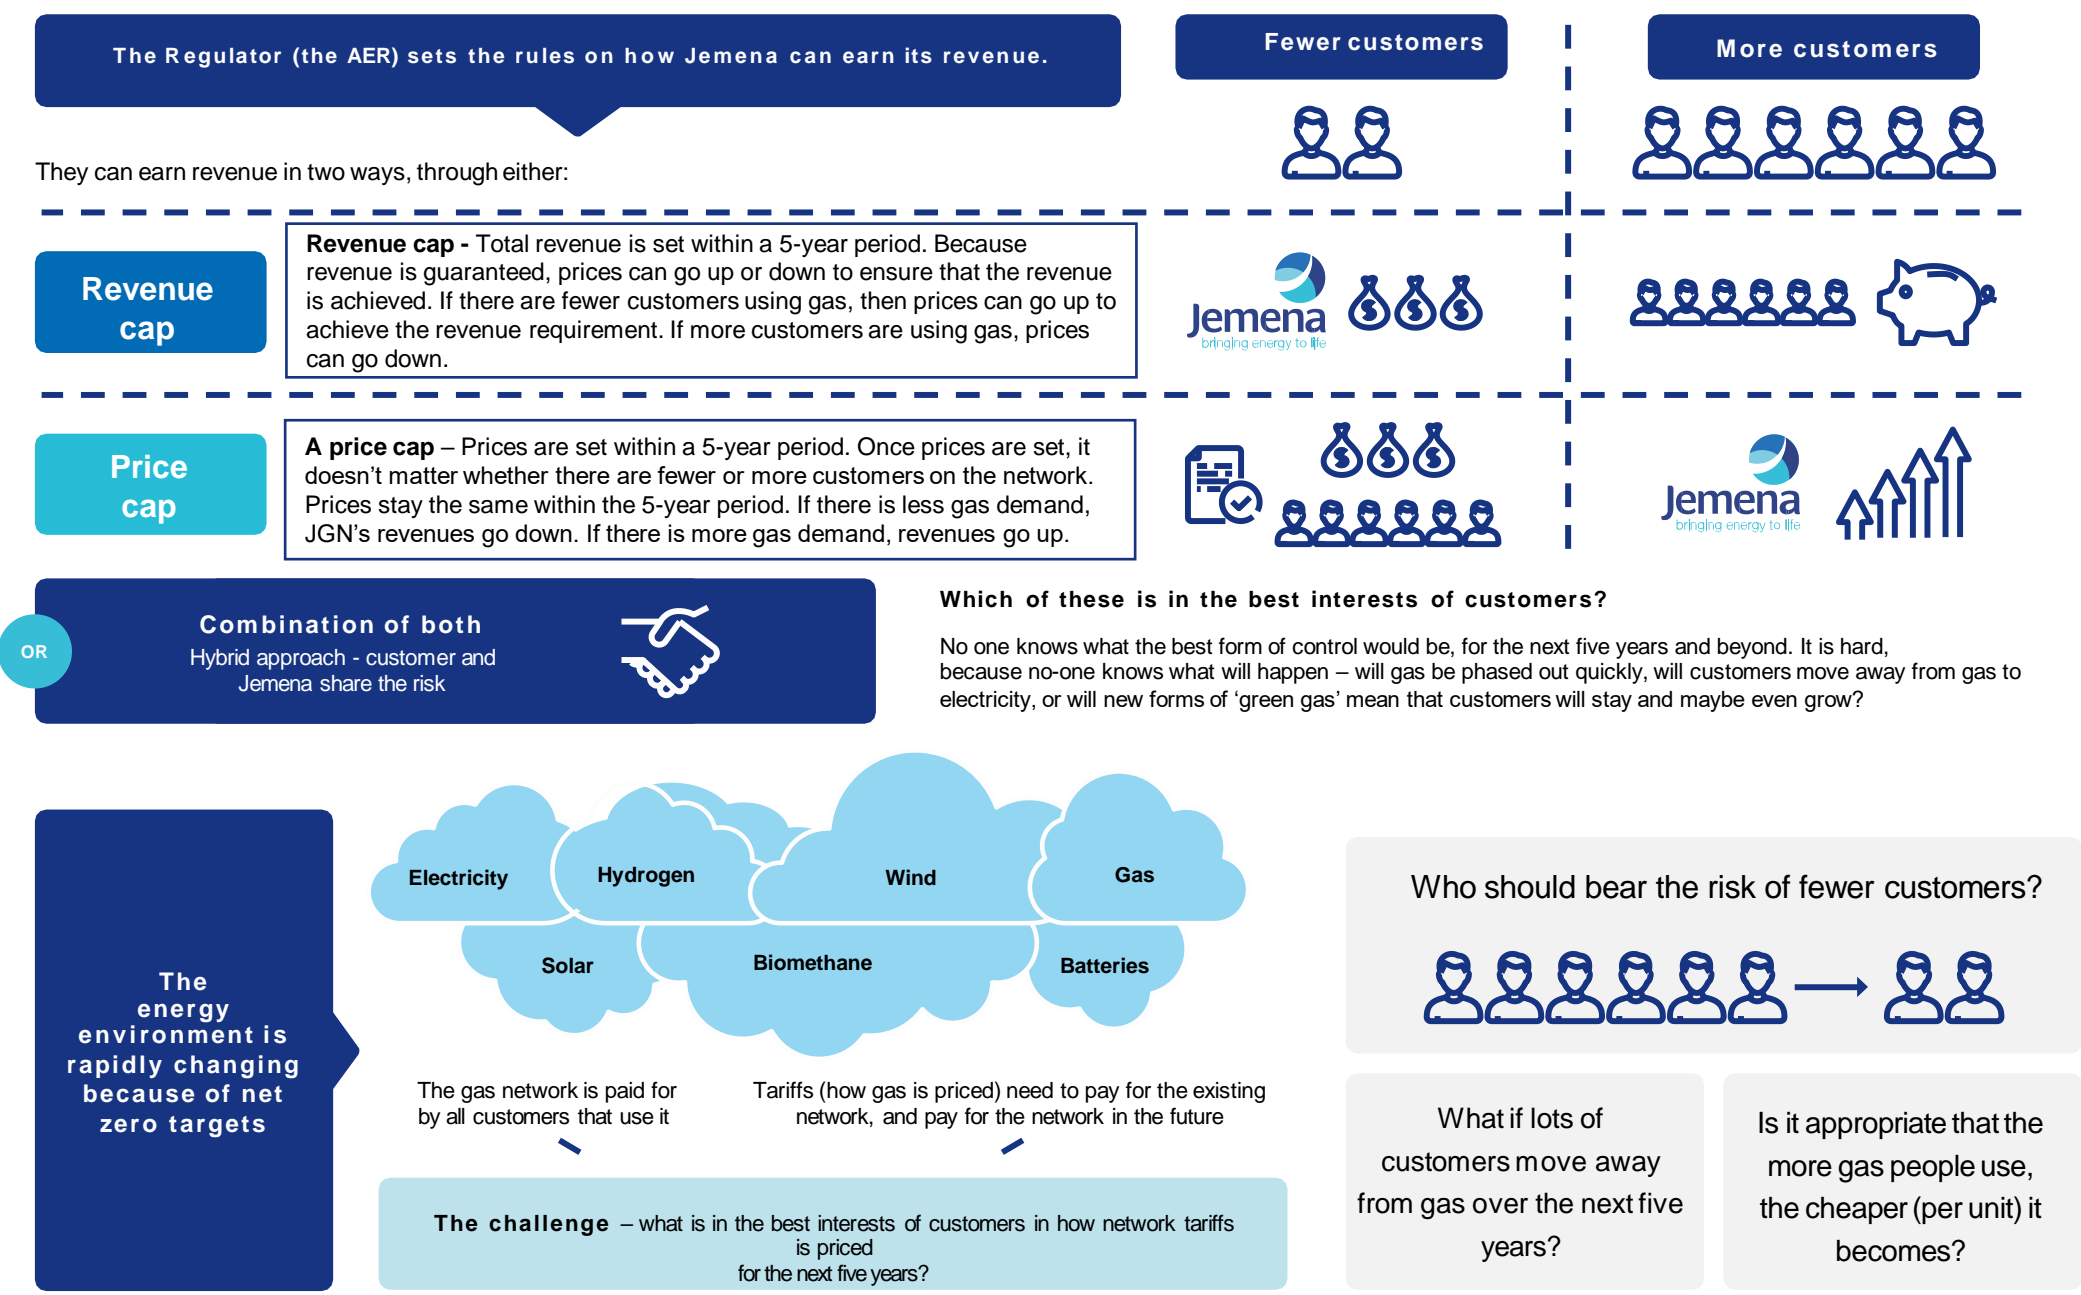 The Regulator (the AER) sets the rules on how Jemena can earn its revenue.
Fewer customers
More customers
They can earn revenue in two ways, through either:
Revenue
cap
Revenue cap - Total revenue is set within a 5-year period. Because
revenue is guaranteed, prices can go up or down to ensure that the revenue
is achieved. If there are fewer customers using gas, then prices can go up to
achieve the revenue requirement. If more customers are using gas, prices
can go down.
Jemena
bringing energy to life
$ $ $
Price
cap
A price cap – Prices are set within a 5-year period. Once prices are set, it
doesn't matter whether there are fewer or more customers on the network.
Prices stay the same within the 5-year period. If there is less gas demand,
JGN's revenues go down. If there is more gas demand, revenues go up.
$ $ $
Jemena
bringing energy to life
OR
Combination of both
Hybrid approach - customer and
Jemena share the risk
Which of these is in the best interests of customers?
No one knows what the best form of control would be, for the next five years and beyond. It is hard,
because no-one knows what will happen – will gas be phased out quickly, will customers move away from gas to
electricity, or will new forms of 'green gas' mean that customers will stay and maybe even grow?
The
energy
environment is
rapidly changing
because of net
zero targets
Electricity
Hydrogen
Wind
Gas
Solar
Biomethane
Batteries
The gas network is paid for
by all customers that use it
Tariffs (how gas is priced) need to pay for the existing
network, and pay for the network in the future
The challenge – what is in the best interests of customers in how network tariffs
is priced
for the next five years?
Who should bear the risk of fewer customers?
What if lots of
customers move away
from gas over the next five
years?
Is it appropriate that the
more gas people use,
the cheaper (per unit) it
becomes?